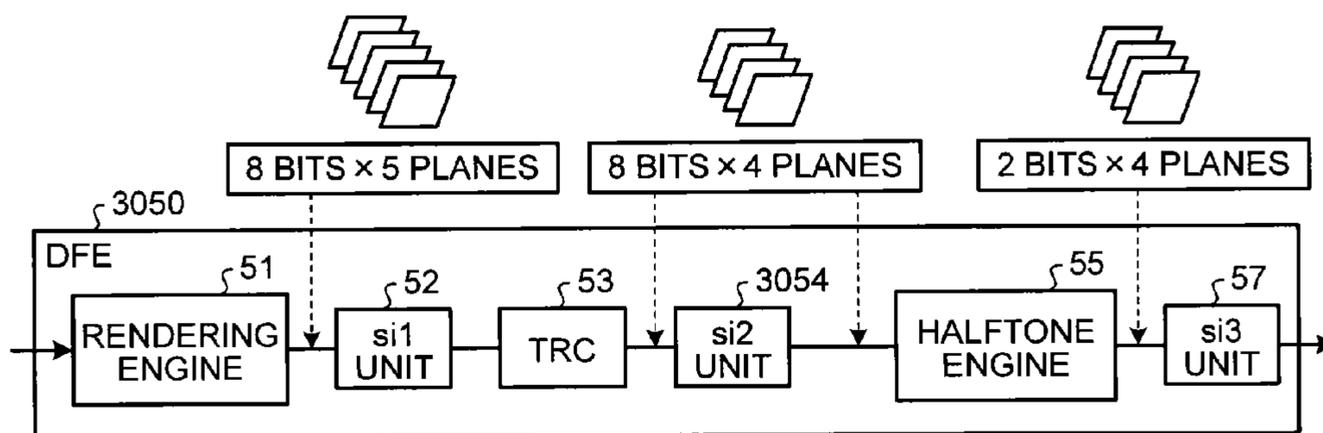 8 BITS × 5 PLANES
8 BITS × 4 PLANES
2 BITS × 4 PLANES
3050
DFE
51
RENDERING
ENGINE
52
si1
UNIT
53
TRC
3054
si2
UNIT
55
HALFTONE
ENGINE
57
si3
UNIT